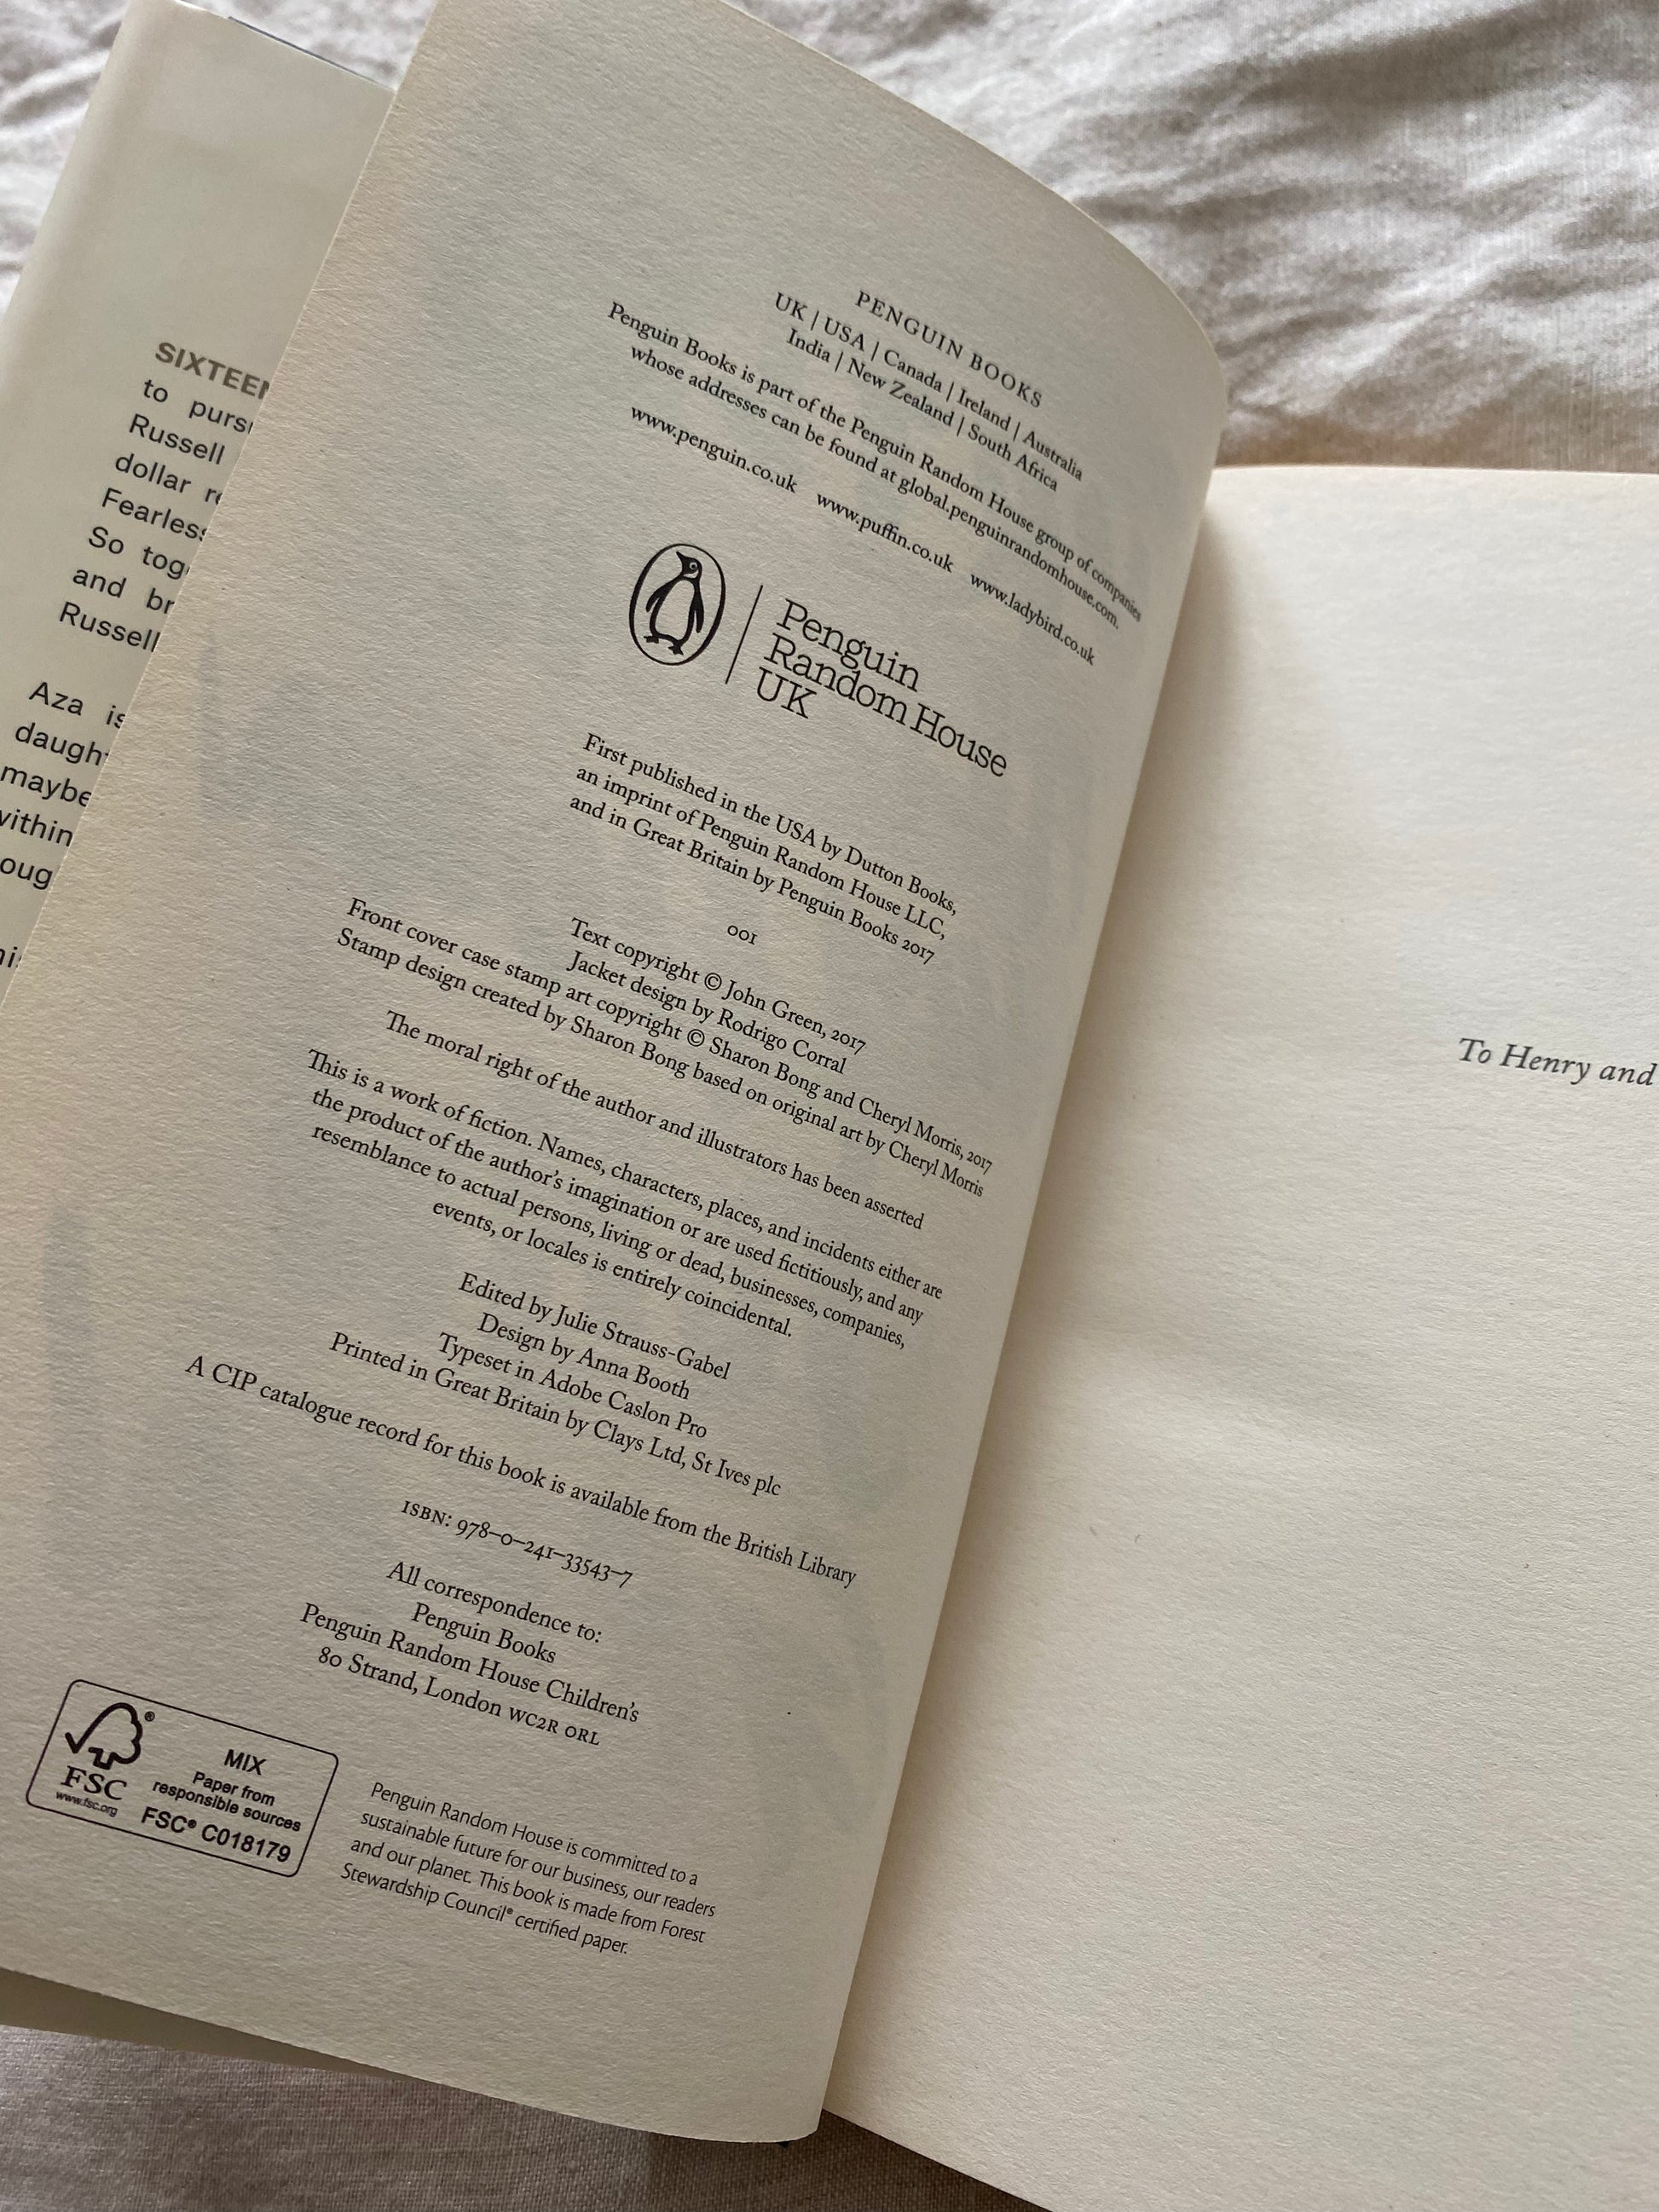 SIXTEEN
to
Russell
dollar
So
and
Russell
Aza
maybe
PENGUIN BOOKS
UK | USA | Canada | Ireland | Australia
India | New Zealand | South Africa
Penguin Books is part of the Penguin Random House group of companies
whose addresses can be found at global.penguinrandomhouse.com.
www.penguin.co.uk www.puffin.co.uk www.ladybird.co.uk
Penguin
Random House
UK
First published in the USA by Dutton Books,
an imprint of Penguin Random House LLC,
and in Great Britain by Penguin Books 2017
001
Text copyright © John Green, 2017
Jacket design by Rodrigo Corral
Front cover case stamp art copyright © Sharon Bong and Cheryl Morris, 2017
Stamp design created by Sharon Bong based on original art by Cheryl Morris
The moral right of the author and illustrators has been asserted
This is a work of fiction. Names, characters, places, and incidents either are
the product of the author's imagination or are used fictitiously, and any
resemblance to actual persons, living or dead, businesses, companies,
events, or locales is entirely coincidental.
Edited by Julie Strauss-Gabel
Design by Anna Booth
Typeset in Adobe Caslon Pro
Printed in Great Britain by Clays Ltd, St Ives plc
A CIP catalogue record for this book is available from the British Library
ISBN: 978–0–241–33543–7
All correspondence to:
Penguin Books
Penguin Random House Children's
80 Strand, London WC2R 0RL
FSC
www.fsc.org
®
MIX
Paper from
responsible sources
FSC® C018179
Penguin Random House is committed to a
sustainable future for our business, our readers
and our planet. This book is made from Forest
Stewardship Council® certified paper.
To Henry and